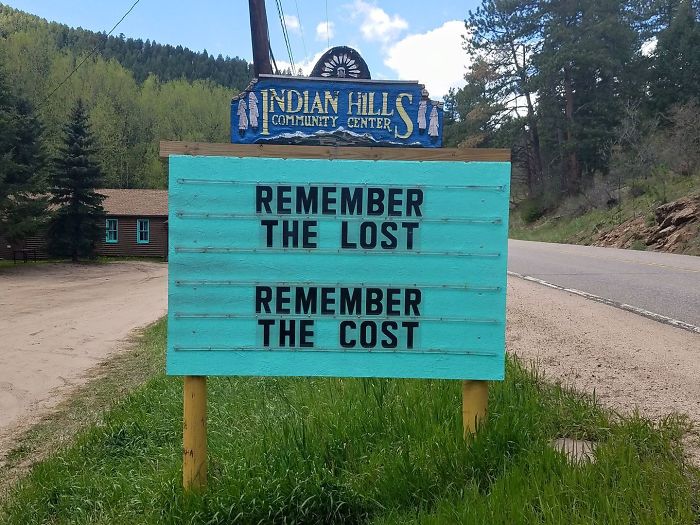 INDIAN HILLS
COMMUNITY CENTER
REMEMBER
THE LOST
REMEMBER
THE COST